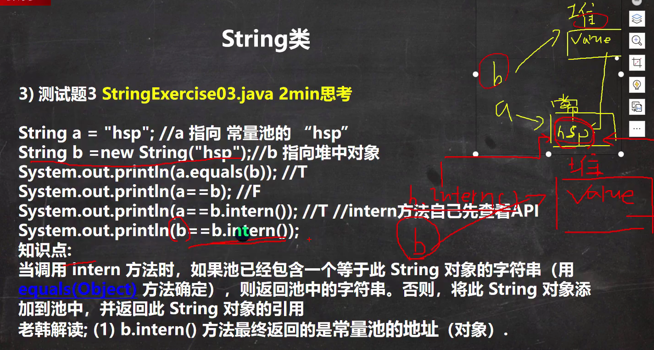 String类
3) 测试题3 StringExercise03.java 2min思考
String a = "hsp"; //a 指向 常量池的 “hsp”
String b =new String("hsp");//b 指向堆中对象
System.out.println(a.equals(b)); //T
System.out.println(a==b); //F
System.out.println(a==b.intern()); //T //intern方法自己先查看API
System.out.println(b==b.intern());
知识点:
当调用 intern 方法时，如果池已经包含一个等于此 String 对象的字符串（用
equals(Object) 方法确定），则返回池中的字符串。否则，将此 String 对象添
加到池中，并返回此 String 对象的引用
老韩解读: (1) b.intern() 方法最终返回的是常量池的地址（对象）.
value
b
a
hsp
value
b